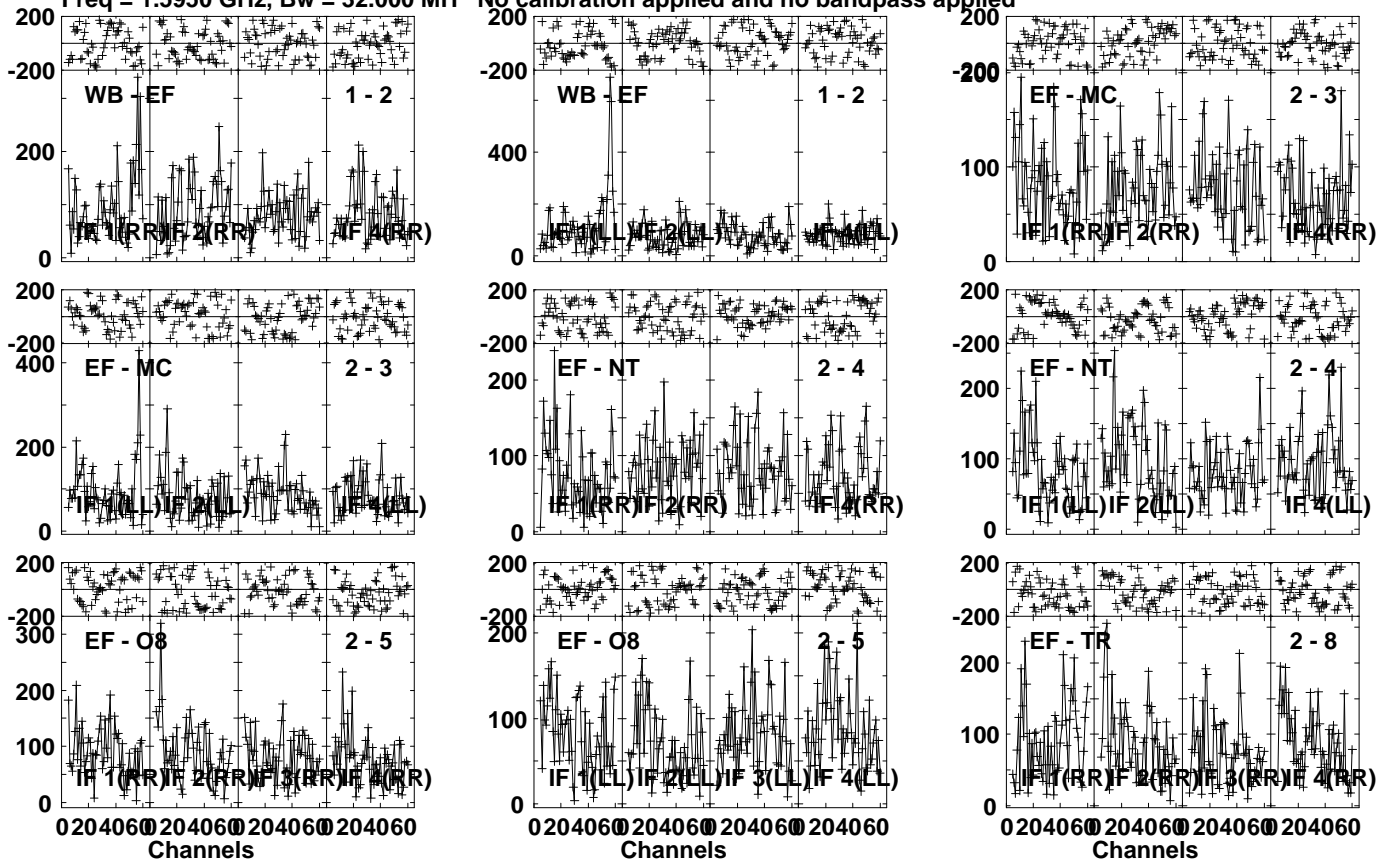 Freq = 1.5950 GHz, Bw = 32.000 MH No calibration applied and no bandpass applied
200
-200
WB - EF 1 - 2
200
0
IF 1(RR) IF 2(RR) IF 4(RR)
200
-200
WB - EF 1 - 2
400
200
0
IF 1(LL) IF 2(LL) IF 4(LL)
200
-200
200
EF - MC 2 - 3
100
0
IF 1(RR) IF 2(RR) IF 4(RR)
200
-200
400
EF - MC 2 - 3
200
0
IF 1(LL) IF 2(LL) IF 4(LL)
200
-200
EF - NT 2 - 4
200
100
0
IF 1(RR) IF 2(RR) IF 4(RR)
200
-200
EF - NT 2 - 4
200
100
0
IF 1(LL) IF 2(LL) IF 4(LL)
200
-200
300
EF - O8 2 - 5
200
100
0
IF 1(RR) IF 2(RR) IF 3(RR) IF 4(RR)
0 20 40 60 0 20 40 60 0 20 40 60 0 20 40 60
Channels
200
-200
200
EF - O8 2 - 5
100
0
IF 1(LL) IF 2(LL) IF 3(LL) IF 4(LL)
0 20 40 60 0 20 40 60 0 20 40 60 0 20 40 60
Channels
200
-200
EF - TR 2 - 8
200
100
0
IF 1(RR) IF 2(RR) IF 3(RR) IF 4(RR)
0 20 40 60 0 20 40 60 0 20 40 60 0 20 40 60
Channels